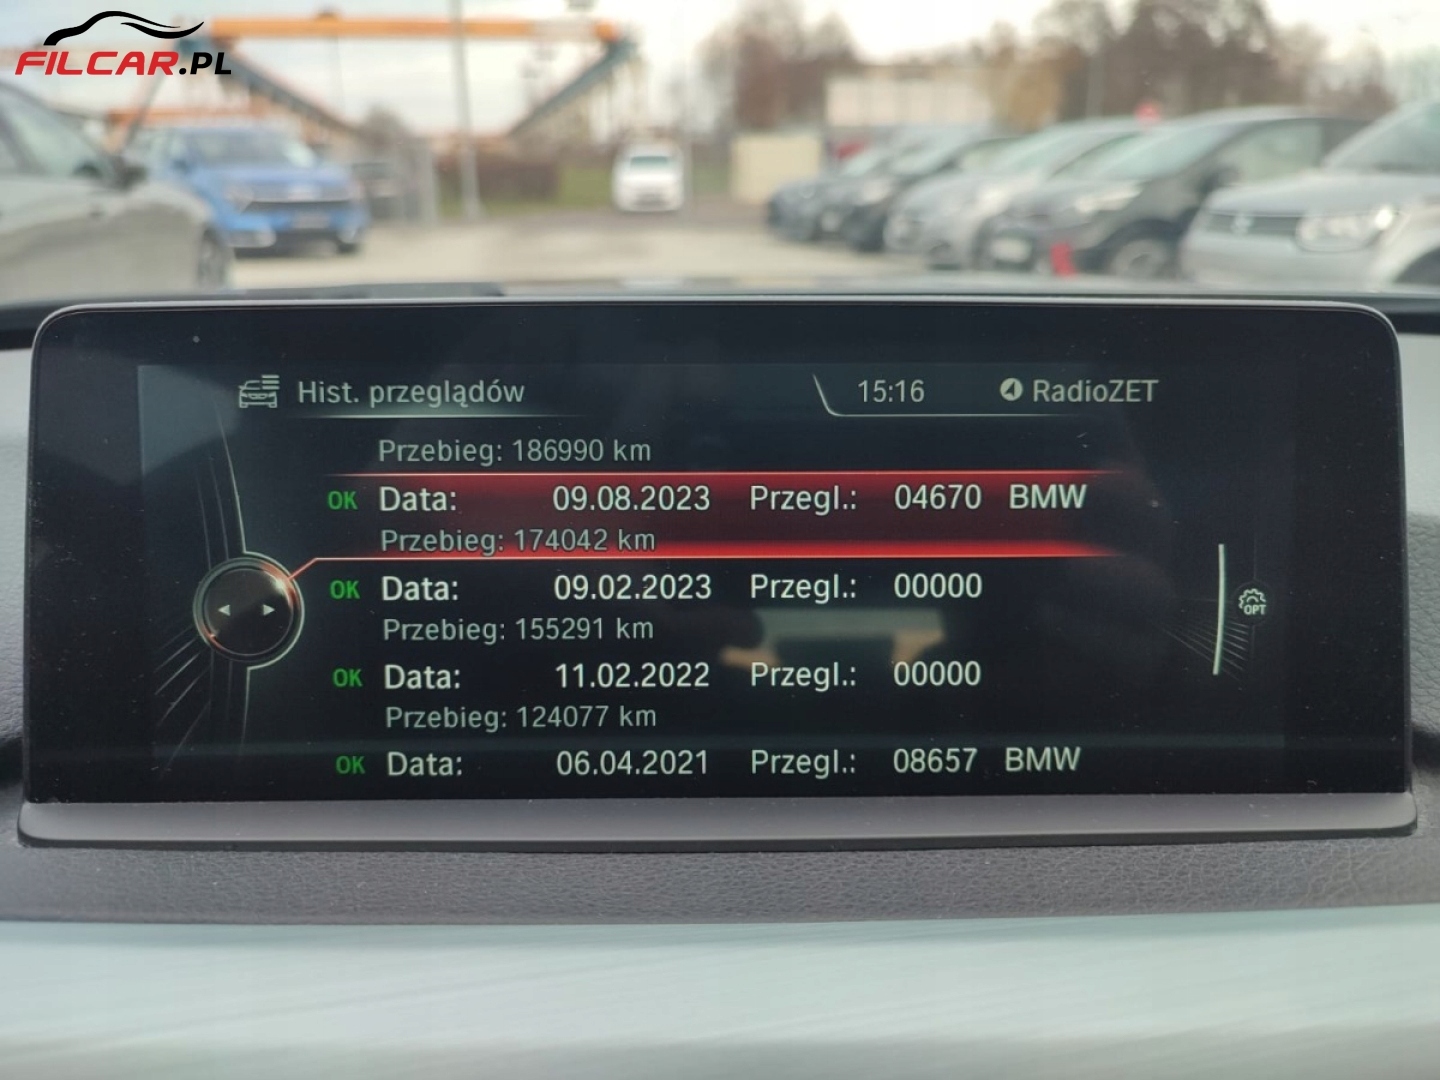 FILCAR.PL
Hist. przeglądów 15:16 RadioZET
Przebieg: 186990 km
OK Data: 09.08.2023 Przegl.: 04670 BMW
Przebieg: 174042 km
OK Data: 09.02.2023 Przegl.: 00000
Przebieg: 155291 km
OPT
OK Data: 11.02.2022 Przegl.: 00000
Przebieg: 124077 km
OK Data: 06.04.2021 Przegl.: 08657 BMW